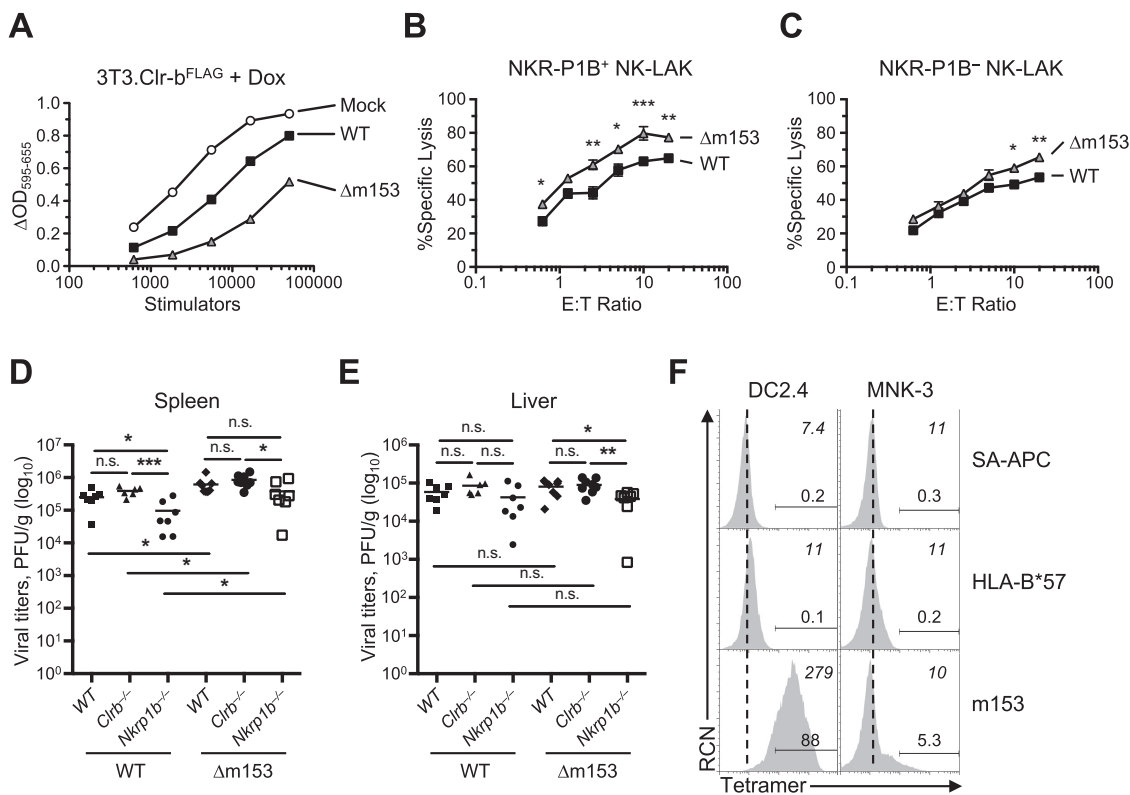 A
3T3.Clr-b^FLAG + Dox
ΔOD595-655
1.0
0.8
0.6
0.4
0.2
0.0
100
1000
10000
100000
Stimulators
Mock
WT
Δm153
B
NKR-P1B⁺ NK-LAK
%Specific Lysis
100
80
60
40
20
0
0.1
1
10
100
E:T Ratio
*
**
*
***
**
Δm153
WT
C
NKR-P1B⁻ NK-LAK
%Specific Lysis
100
80
60
40
20
0
0.1
1
10
100
E:T Ratio
*
**
Δm153
WT
D
Spleen
Viral titers, PFU/g (log10)
10⁷
10⁶
10⁵
10⁴
10³
10²
10¹
10⁰
n.s.
*
n.s.
***
n.s.
*
*
*
*
WT
Clrb⁻/⁻
Nkrp1b⁻/⁻
WT
Clrb⁻/⁻
Nkrp1b⁻/⁻
WT
Δm153
E
Liver
Viral titers, PFU/g (log10)
10⁶
10⁵
10⁴
10³
10²
10¹
10⁰
n.s.
*
n.s.
n.s.
n.s.
**
n.s.
n.s.
n.s.
WT
Clrb⁻/⁻
Nkrp1b⁻/⁻
WT
Clrb⁻/⁻
Nkrp1b⁻/⁻
WT
Δm153
F
DC2.4
MNK-3
7.4
0.2
11
0.3
SA-APC
11
0.1
11
0.2
HLA-B*57
279
88
10
5.3
m153
RCN
Tetramer